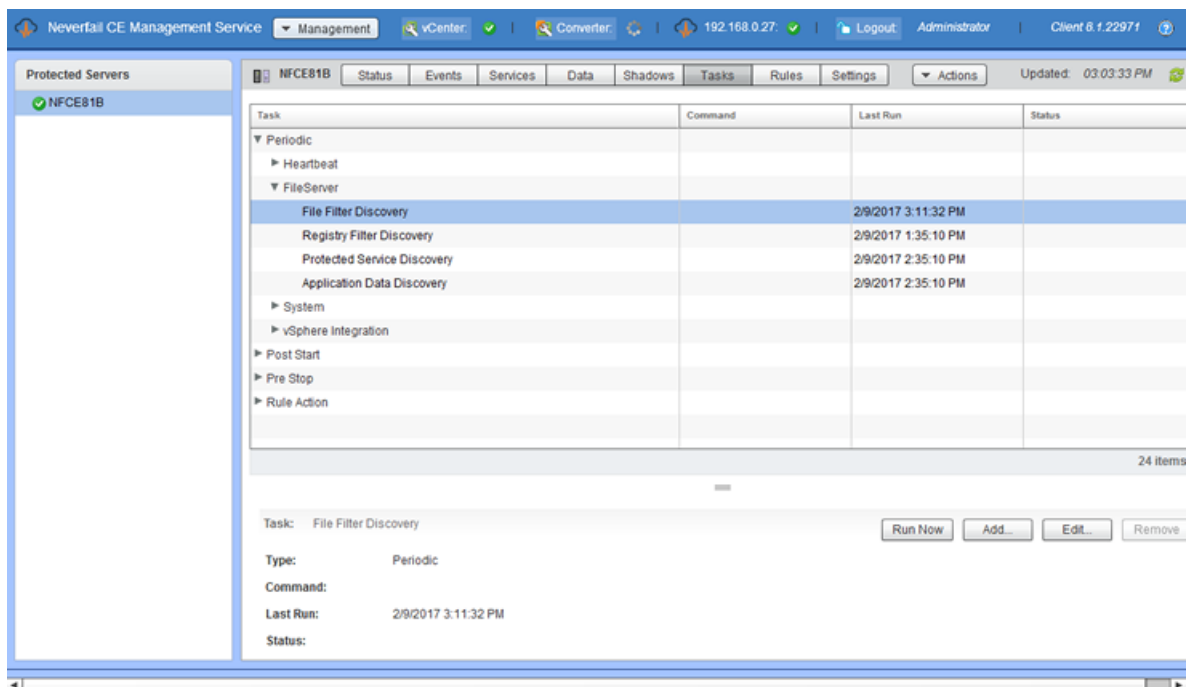 Neverfail CE Management Service Management vCenter: Converter: 192.168.0.27: Logout Administrator Client 8.1.22971
Protected Servers
NFCE81B
NFCE81B Status Events Services Data Shadows Tasks Rules Settings Actions Updated: 03:03:33 PM
Task Command Last Run Status
Periodic
Heartbeat
FileServer
File Filter Discovery 2/9/2017 3:11:32 PM
Registry Filter Discovery 2/9/2017 1:35:10 PM
Protected Service Discovery 2/9/2017 2:35:10 PM
Application Data Discovery 2/9/2017 2:35:10 PM
System
vSphere Integration
Post Start
Pre Stop
Rule Action
24 items
Task: File Filter Discovery Run Now Add... Edit... Remove
Type: Periodic
Command:
Last Run: 2/9/2017 3:11:32 PM
Status: